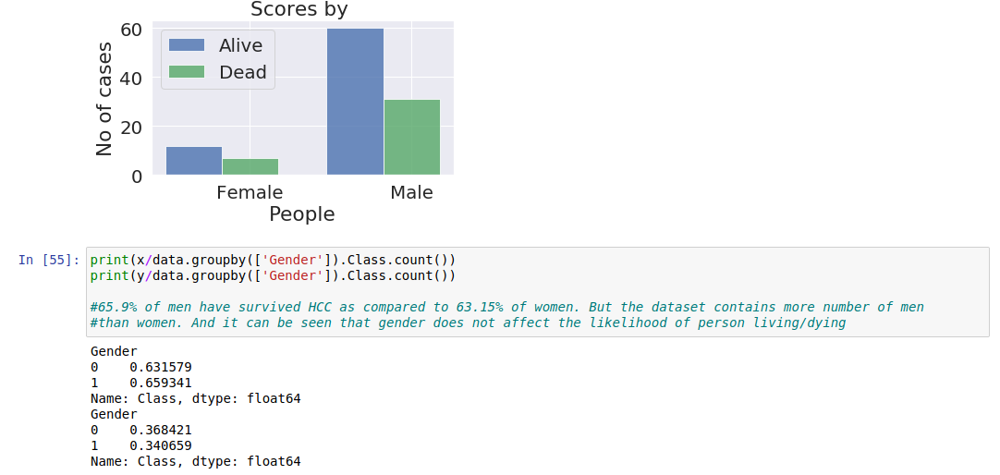 Scores by
60
40
20
0
No of cases
Alive
Dead
Female Male
People
In [55]:
print(x/data.groupby(['Gender']).Class.count())
print(y/data.groupby(['Gender']).Class.count())
#65.9% of men have survived HCC as compared to 63.15% of women. But the dataset contains more number of men
#than women. And it can be seen that gender does not affect the likelihood of person living/dying
Gender
0    0.631579
1    0.659341
Name: Class, dtype: float64
Gender
0    0.368421
1    0.340659
Name: Class, dtype: float64